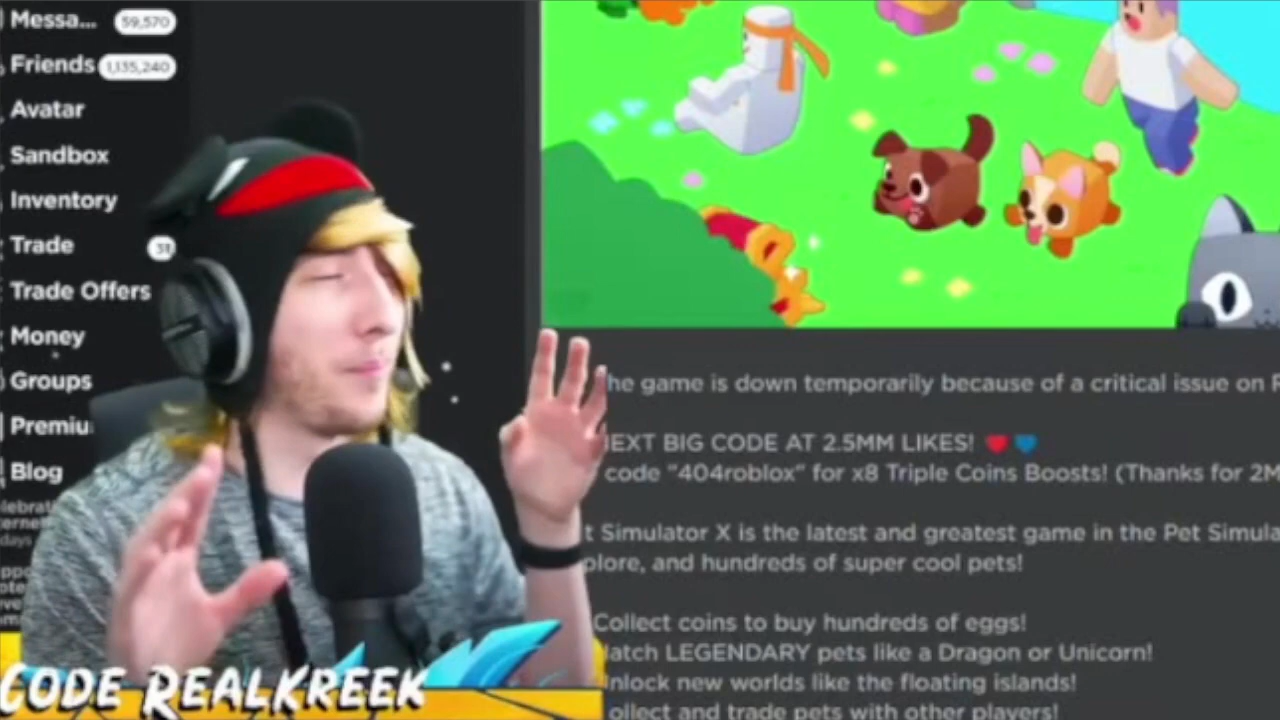 Messa... 59,570
Friends 1,135,240
Avatar
Sandbox
Inventory
Trade
Trade Offers
Money
Groups
Premiu
Blog
CODE REALKREEK
he game is down temporarily because of a critical issue on
EXT BIG CODE AT 2.5MM LIKES! ❤️💙
code "404roblox" for x8 Triple Coins Boosts! (Thanks for 2M
t Simulator X is the latest and greatest game in the Pet Simula
plore, and hundreds of super cool pets!
Collect coins to buy hundreds of eggs!
atch LEGENDARY pets like a Dragon or Unicorn!
nlock new worlds like the floating islands!
ollect and trade pets with other players!